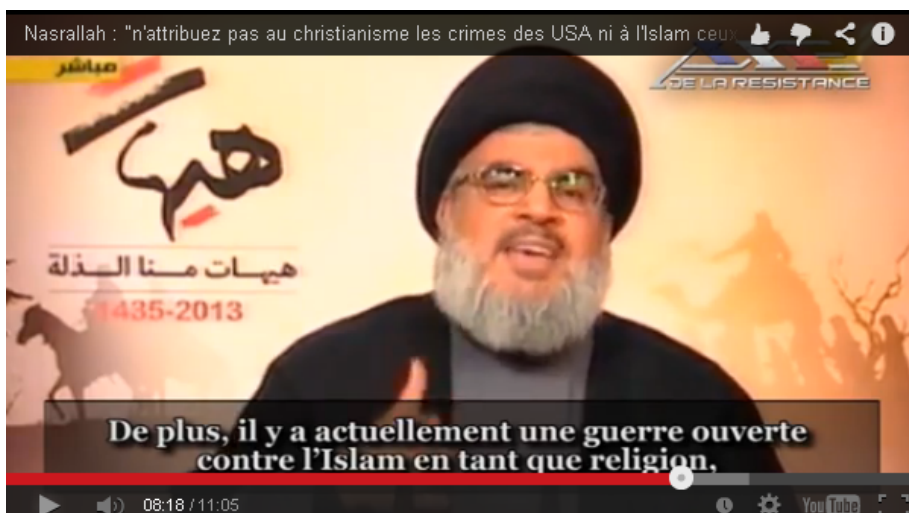 Nasrallah : "n'attribuez pas au christianisme les crimes des USA ni à l'Islam ceux
مباشر
DE LA RESISTANCE
هيهات
هيهات منا الذلة
1435-2013
De plus, il y a actuellement une guerre ouverte
contre l'Islam en tant que religion,
08:18 / 11:05
YouTube